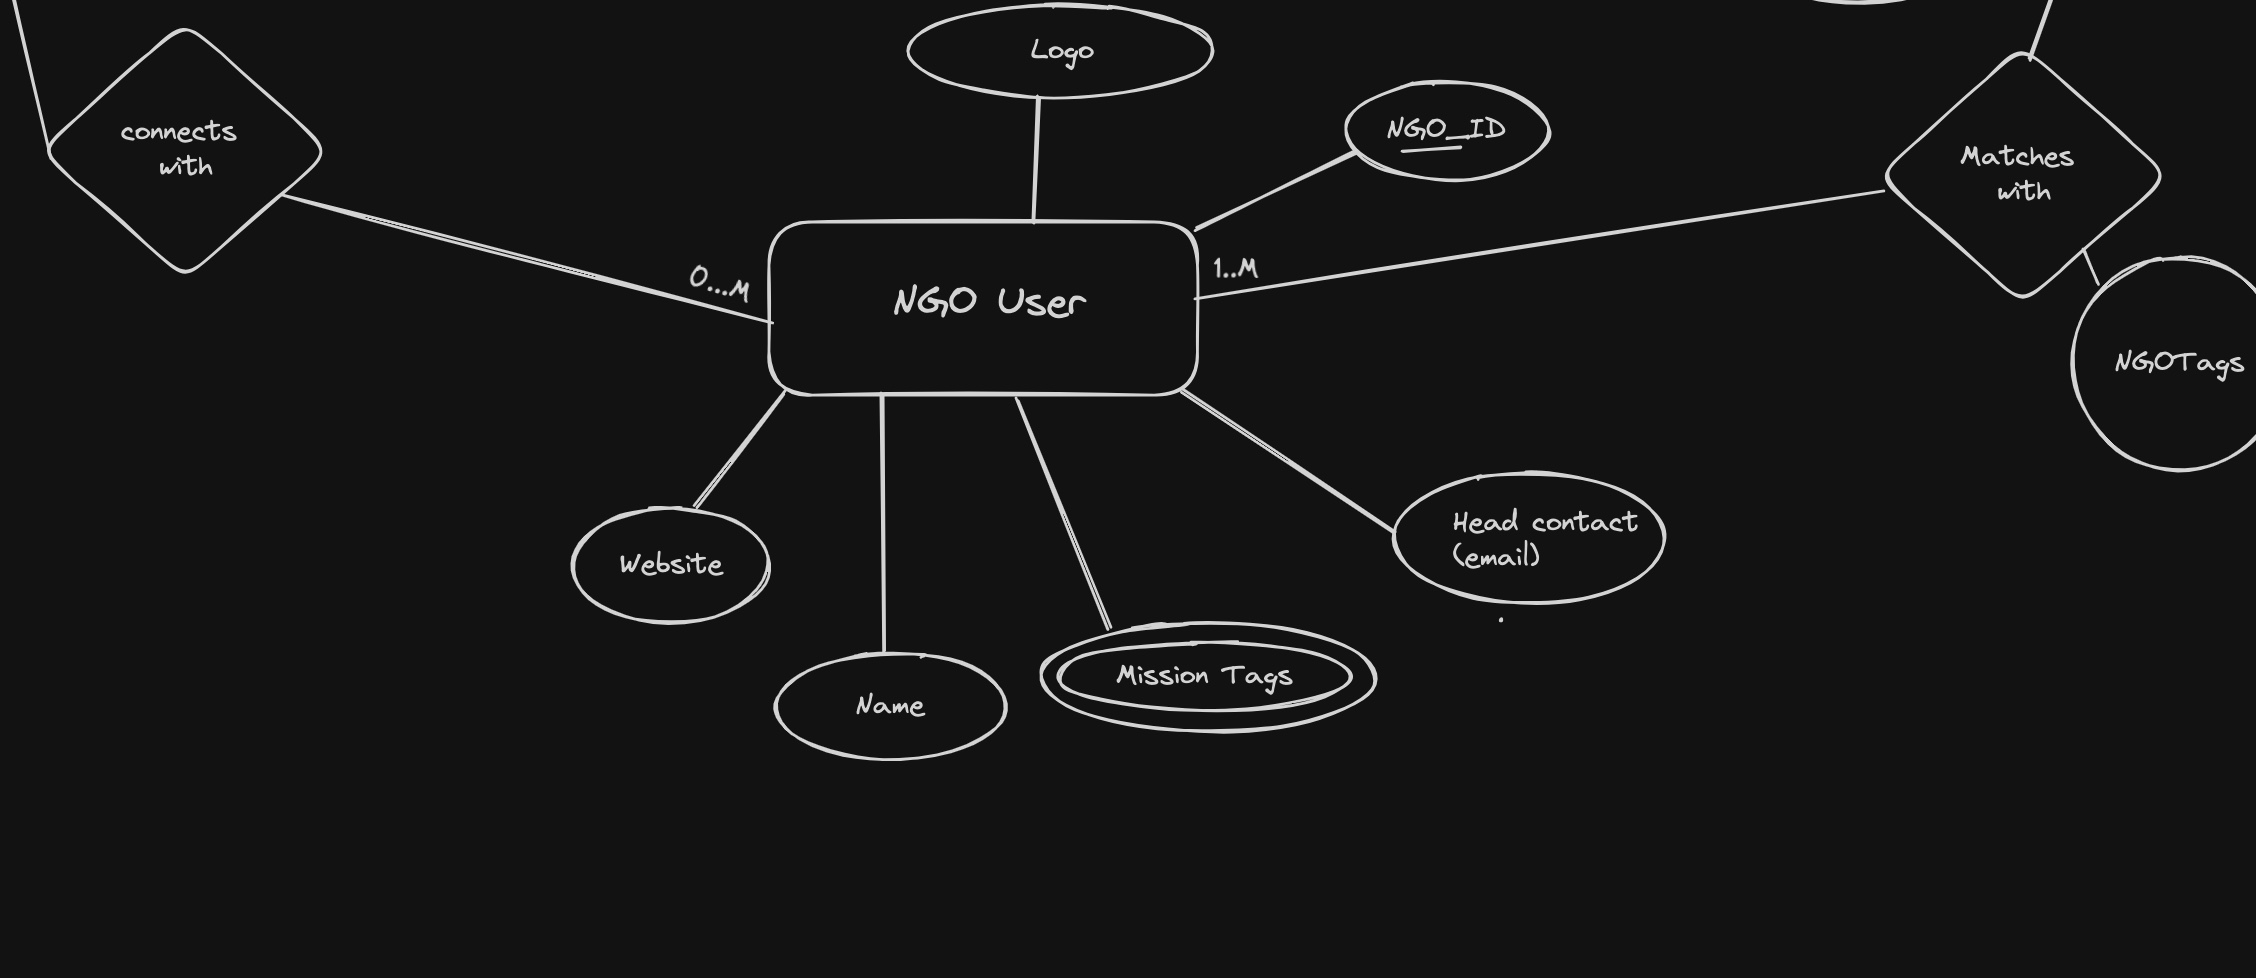 Logo
NGO_ID
connects
with
Matches
with
0...M
1..M
NGO User
NGOTags
Head contact
(email)
Website
Mission Tags
Name